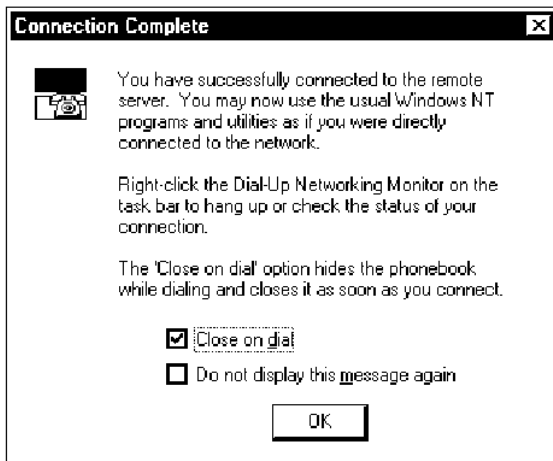 Connection Complete
You have successfully connected to the remote
server. You may now use the usual Windows NT
programs and utilities as if you were directly
connected to the network.
Right-click the Dial-Up Networking Monitor on the
task bar to hang up or check the status of your
connection.
The 'Close on dial' option hides the phonebook
while dialing and closes it as soon as you connect.
Close on dial
Do not display this message again
OK